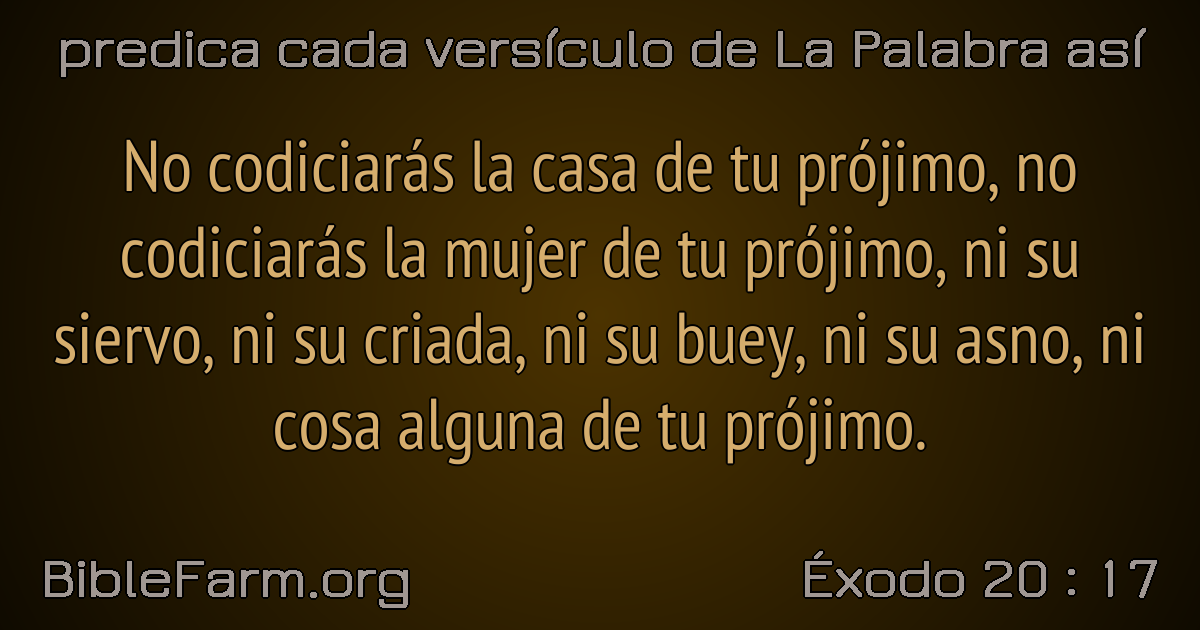 predica cada versículo de La Palabra así
No codiciarás la casa de tu prójimo, no
codiciarás la mujer de tu prójimo, ni su
siervo, ni su criada, ni su buey, ni su asno, ni
cosa alguna de tu prójimo.
BibleFarm.org
Éxodo 20 : 17